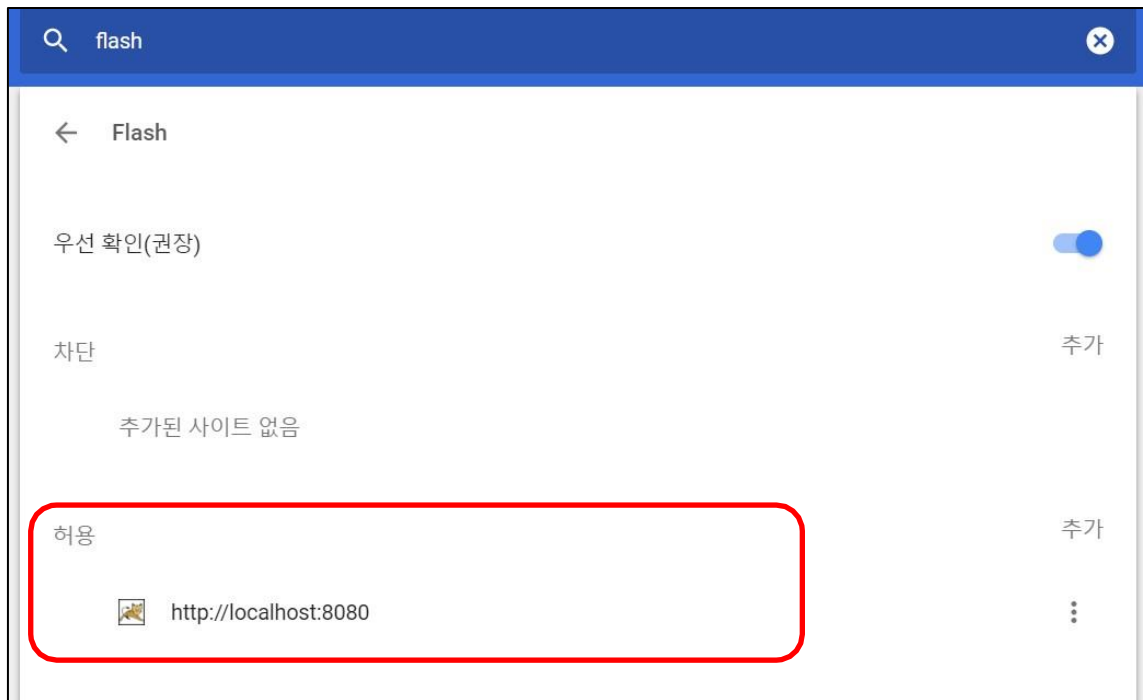 flash
Flash
우선 확인(권장)
차단 추가
추가된 사이트 없음
허용 추가
http://localhost:8080